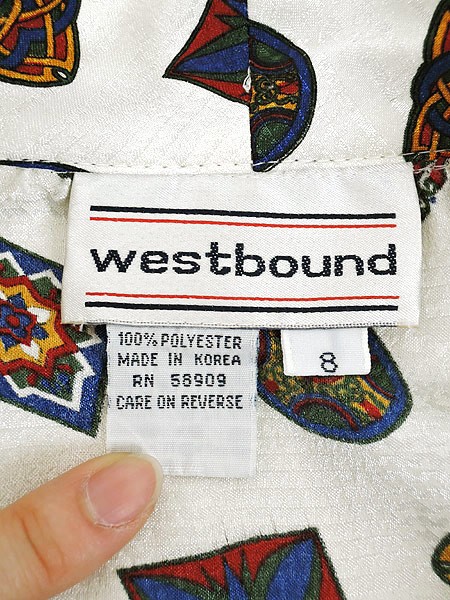 westbound
100% POLYESTER
MADE IN KOREA
RN 58909
CARE ON REVERSE
8